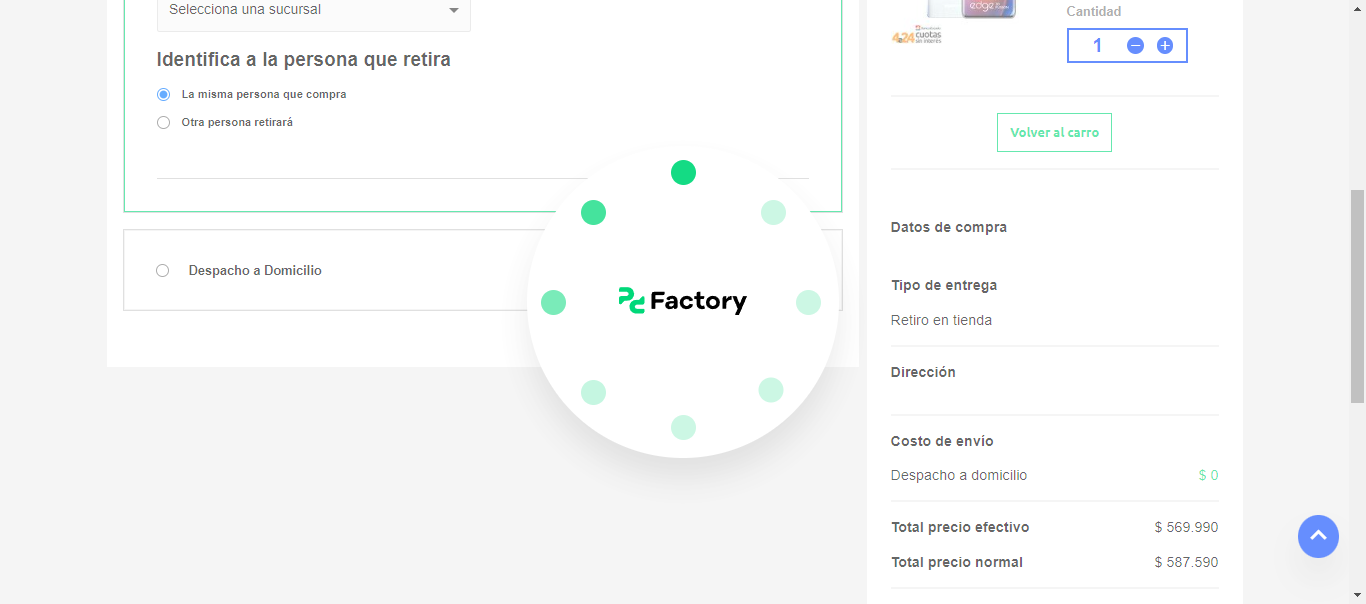 Selecciona una sucursal
Identifica a la persona que retira
La misma persona que compra
Otra persona retirará
Despacho a Domicilio
Factory
edge
cuotas
sin interés
Cantidad
1
Volver al carro
Datos de compra
Tipo de entrega
Retiro en tienda
Dirección
Costo de envío
Despacho a domicilio $ 0
Total precio efectivo $ 569.990
Total precio normal $ 587.590